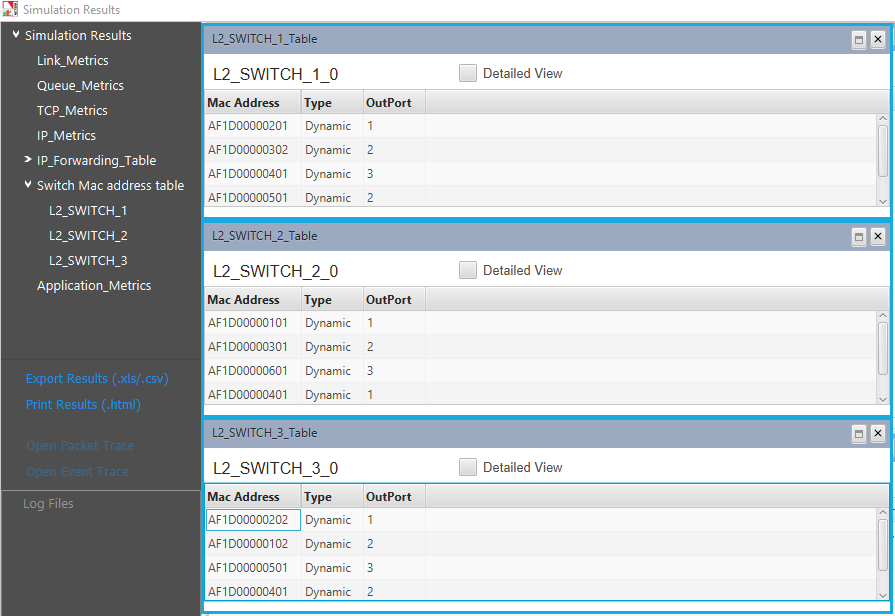 Simulation Results
Simulation Results
Link_Metrics
Queue_Metrics
TCP_Metrics
IP_Metrics
IP_Forwarding_Table
Switch Mac address table
L2_SWITCH_1
L2_SWITCH_2
L2_SWITCH_3
Application_Metrics
Export Results (.xls/.csv)
Print Results (.html)
Open Packet Trace
Open Event Trace
Log Files
L2_SWITCH_1_Table
L2_SWITCH_1_0 Detailed View
Mac Address Type OutPort
AF1D00000201 Dynamic 1
AF1D00000302 Dynamic 2
AF1D00000401 Dynamic 3
AF1D00000501 Dynamic 2
L2_SWITCH_2_Table
L2_SWITCH_2_0 Detailed View
Mac Address Type OutPort
AF1D00000101 Dynamic 1
AF1D00000301 Dynamic 2
AF1D00000601 Dynamic 3
AF1D00000401 Dynamic 1
L2_SWITCH_3_Table
L2_SWITCH_3_0 Detailed View
Mac Address Type OutPort
AF1D00000202 Dynamic 1
AF1D00000102 Dynamic 2
AF1D00000501 Dynamic 3
AF1D00000401 Dynamic 2